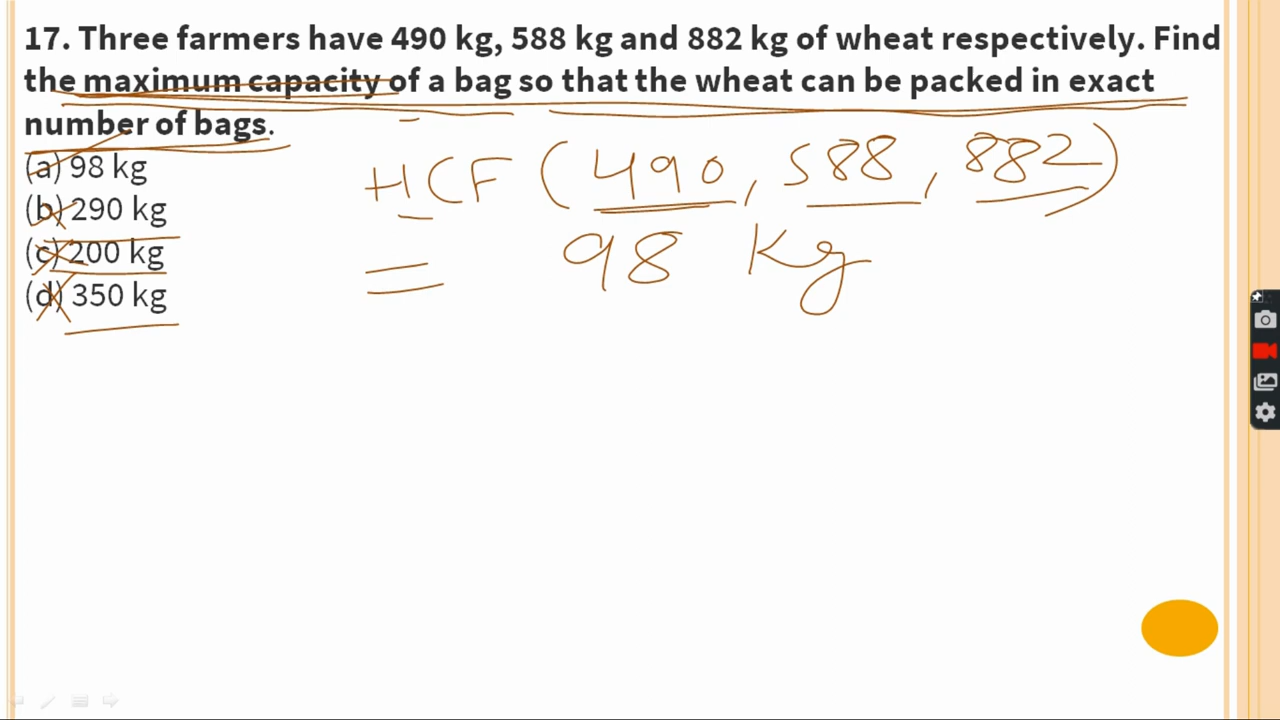 17. Three farmers have 490 kg, 588 kg and 882 kg of wheat respectively. Find
the maximum capacity of a bag so that the wheat can be packed in exact
number of bags.
(a) 98 kg
(b) 290 kg
(c) 200 kg
(d) 350 kg
HCF (490, 588, 882)
= 98 Kg